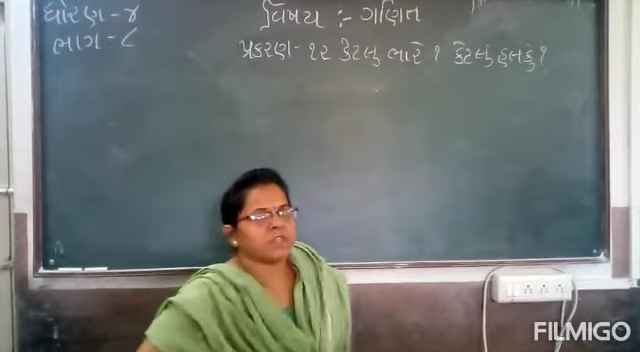 ધોરણ - ૪
ભાગ - ૮
વિષય :- ગણિત
પ્રકરણ - ૧૨ કેટલું ભારે ? કેટલું હલકું ?
FILMIGO